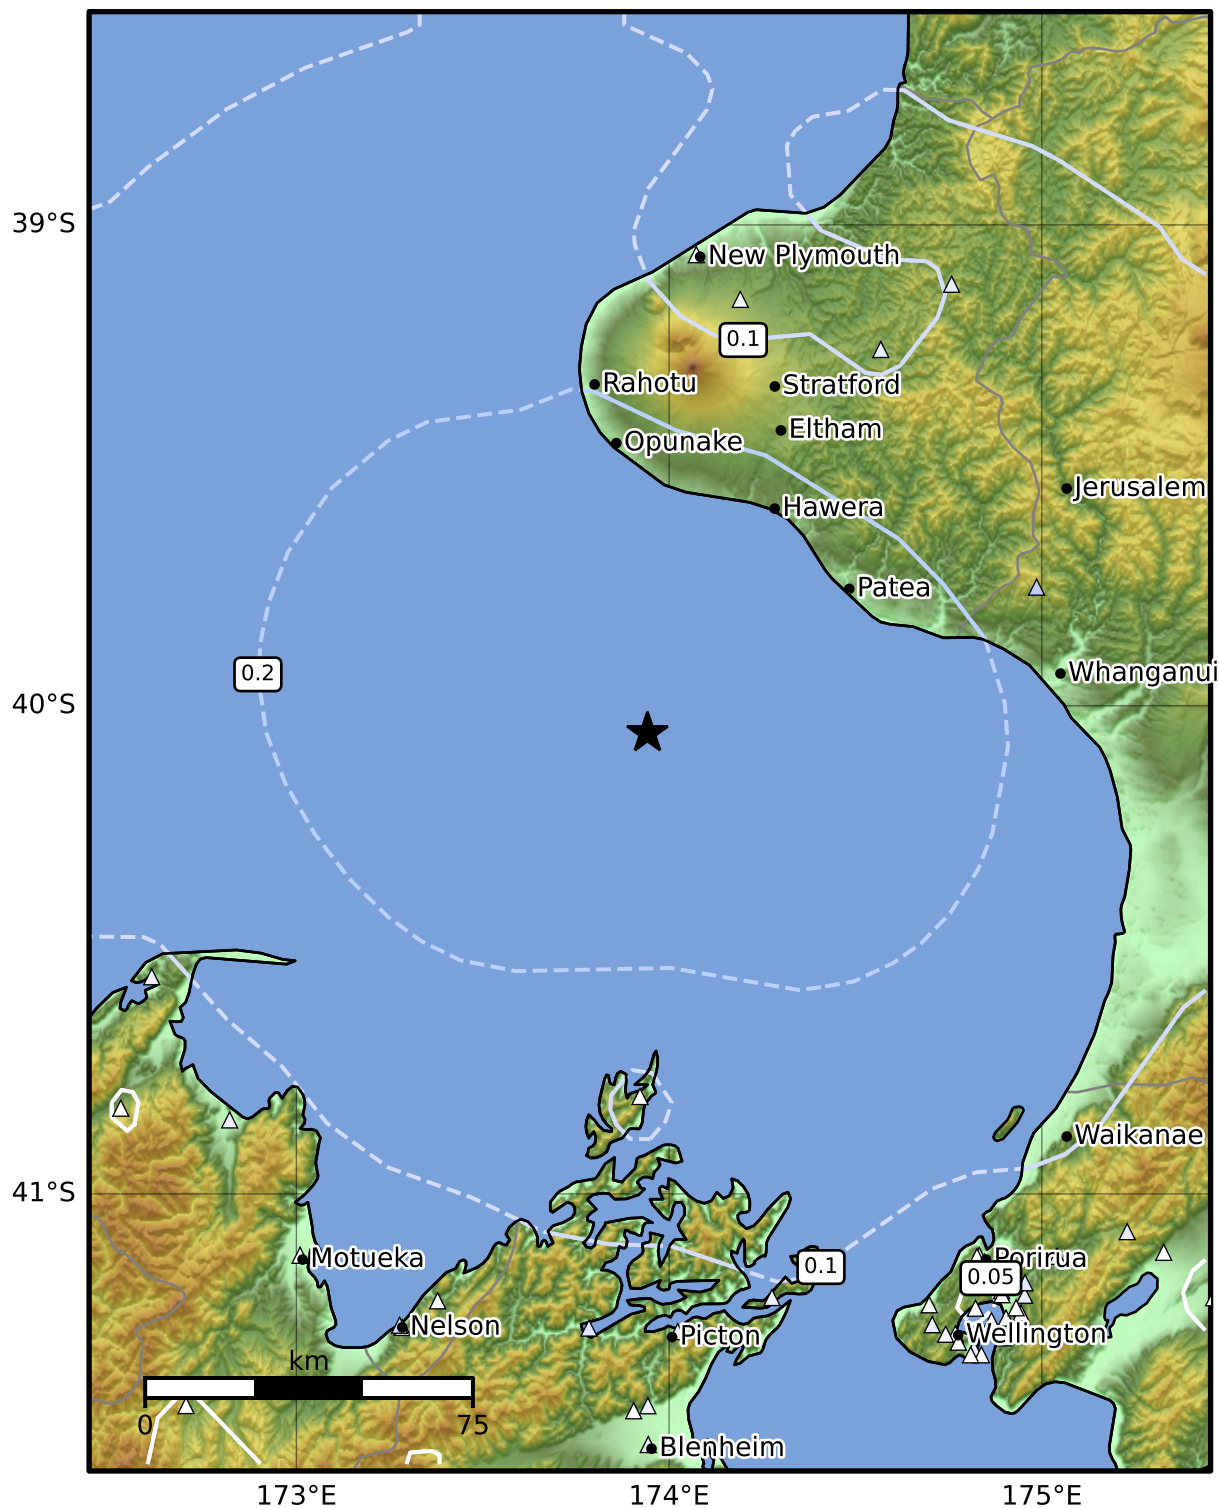 39°S
New Plymouth
0.1
Rahotu
Stratford
Eltham
Opunake
Jerusalem
Hawera
Patea
0.2
Whanganui
40°S
Waikanae
41°S
Motueka
0.1
Porirua
0.05
Nelson
Picton
Wellington
km
0 75
Blenheim
173°E 174°E 175°E